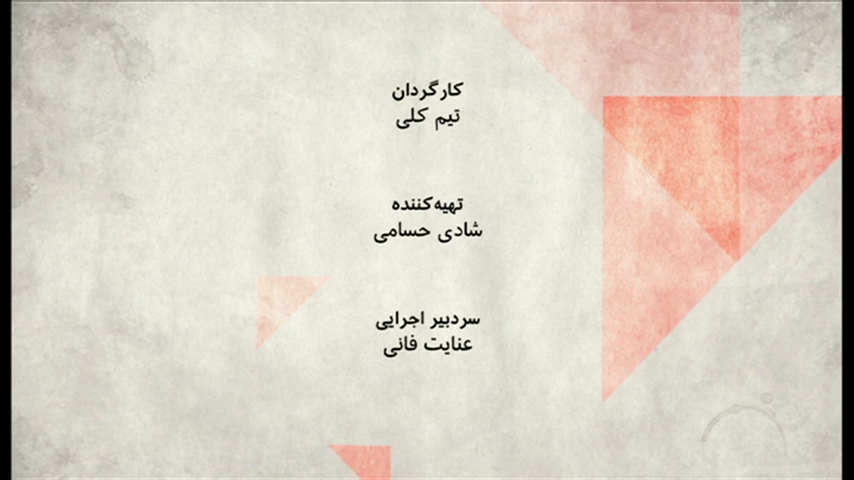 کارگردان
تیم کلی
تهیه‌کننده
شادی حسامی
سردبیر اجرایی
عنایت فانی